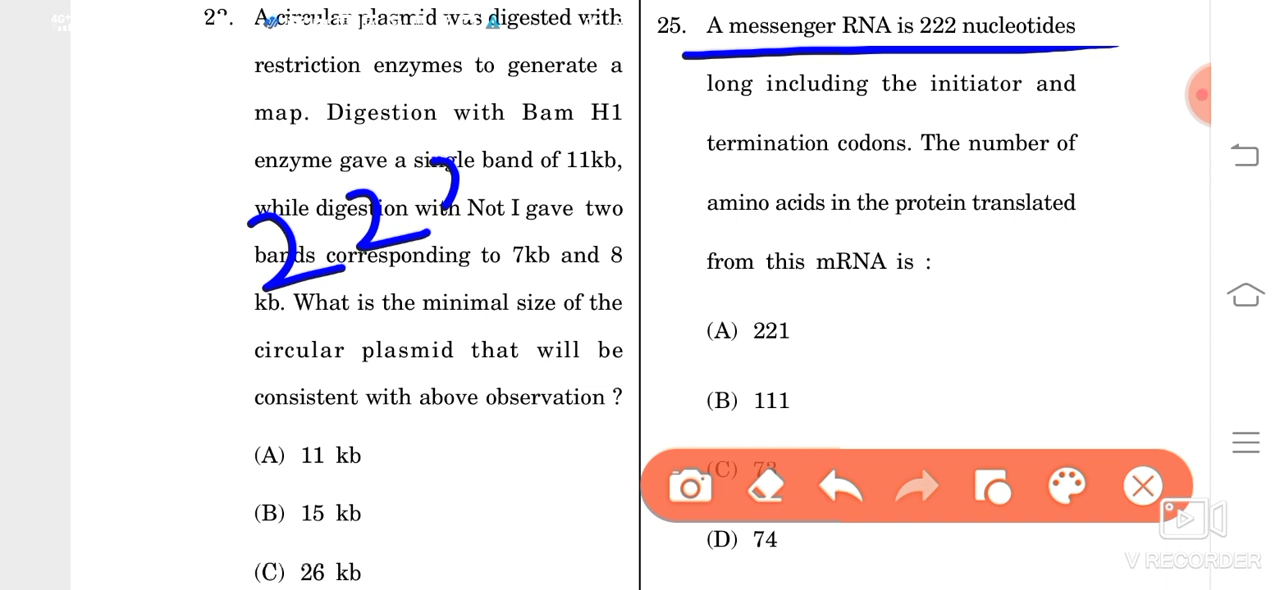 4G+
A circular plasmid was digested with
restriction enzymes to generate a
map. Digestion with Bam H1
enzyme gave a single band of 11kb,
while digestion with Not I gave two
bands corresponding to 7kb and 8
kb. What is the minimal size of the
circular plasmid that will be
consistent with above observation ?
(A) 11 kb
(B) 15 kb
(C) 26 kb
222
25. A messenger RNA is 222 nucleotides
long including the initiator and
termination codons. The number of
amino acids in the protein translated
from this mRNA is :
(A) 221
(B) 111
(C) 73
(D) 74
V RECORDER